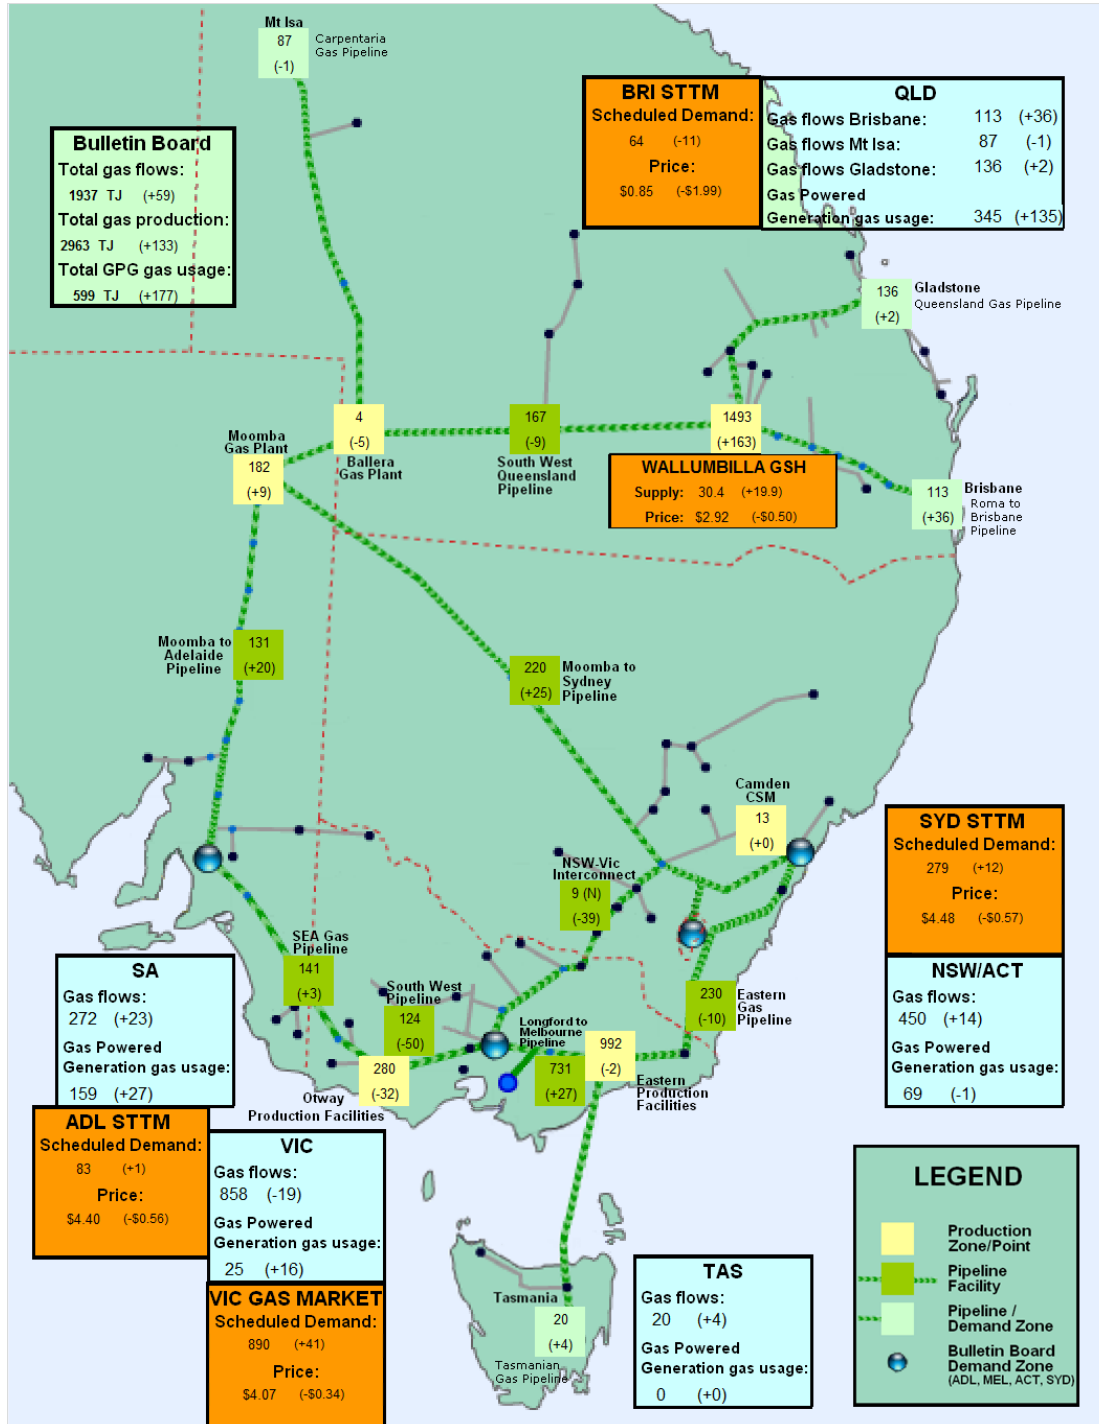 Mt Isa
87
(-1)
Carpentaria
Gas Pipeline
BRI STTM
Scheduled Demand:
64 (-11)
Price:
$0.85 (-$1.99)
QLD
Gas flows Brisbane: 113 (+36)
Gas flows Mt Isa: 87 (-1)
Gas flows Gladstone: 136 (+2)
Gas Powered
Generation gas usage: 345 (+135)
Bulletin Board
Total gas flows:
1937 TJ (+59)
Total gas production:
2963 TJ (+133)
Total GPG gas usage:
599 TJ (+177)
136
(+2)
Gladstone
Queensland Gas Pipeline
Moomba
Gas Plant
182
(+9)
4
(-5)
Ballera
Gas Plant
167
(-9)
South West
Queensland
Pipeline
1493
(+163)
WALLUMBILLA GSH
Supply: 30.4 (+19.9)
Price: $2.92 (-$0.50)
113
(+36)
Brisbane
Roma to
Brisbane
Pipeline
Moomba to
Adelaide
Pipeline
131
(+20)
220
(+25)
Moomba to
Sydney
Pipeline
Camden
CSM
13
(+0)
SYD STTM
Scheduled Demand:
279 (+12)
Price:
$4.48 (-$0.57)
NSW-Vic
Interconnect
9 (N)
(-39)
SEA Gas
Pipeline
141
(+3)
South West
Pipeline
124
(-50)
SA
Gas flows:
272 (+23)
Gas Powered
Generation gas usage:
159 (+27)
NSW/ACT
Gas flows:
450 (+14)
Gas Powered
Generation gas usage:
69 (-1)
230
(-10)
Eastern
Gas
Pipeline
Longford to
Melbourne
Pipeline
731
(+27)
992
(-2)
Eastern
Production
Facilities
280
(-32)
Otway
Production Facilities
ADL STTM
Scheduled Demand:
83 (+1)
Price:
$4.40 (-$0.56)
VIC
Gas flows:
858 (-19)
Gas Powered
Generation gas usage:
25 (+16)
VIC GAS MARKET
Scheduled Demand:
890 (+41)
Price:
$4.07 (-$0.34)
Tasmania
20
(+4)
Tasmanian
Gas Pipeline
TAS
Gas flows:
20 (+4)
Gas Powered
Generation gas usage:
0 (+0)
LEGEND
Production
Zone/Point
Pipeline
Facility
Pipeline /
Demand Zone
Bulletin Board
Demand Zone
(ADL, MEL, ACT, SYD)